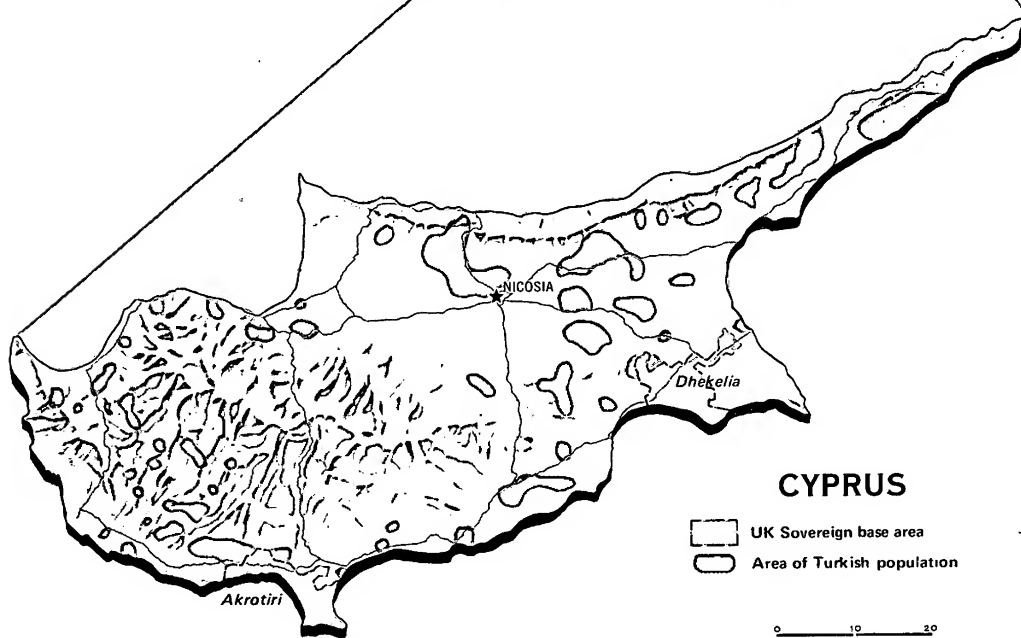 NICOSIA
Dhekelia
CYPRUS
UK Sovereign base area
Area of Turkish population
Akrotiri
0 10 20